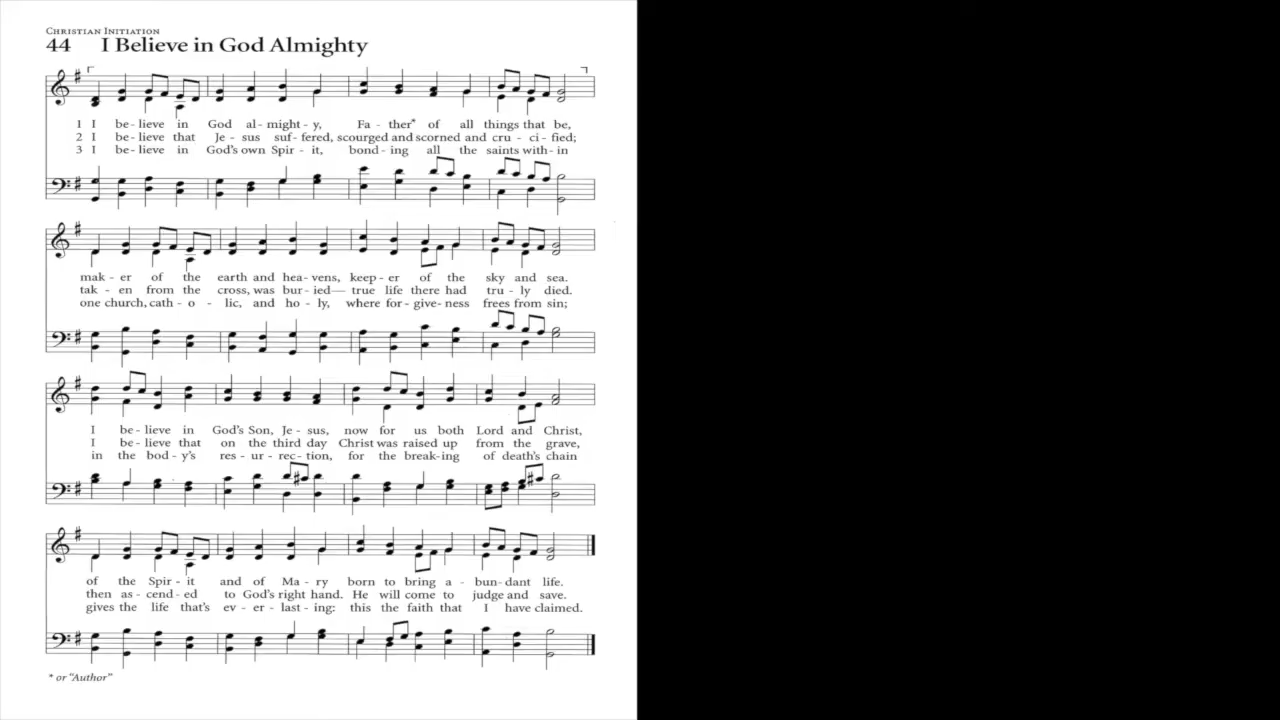 CHRISTIAN INITIATION
44 I Believe in God Almighty
1 I be - lieve in God al - might - y, Fa - ther* of all things that be,
2 I be - lieve that Je - sus suf - fered, scourged and scorned and cru - ci - fied;
3 I be - lieve in God's own Spir - it, bond - ing all the saints with - in
mak - er of the earth and hea - vens, keep - er of the sky and sea.
tak - en from the cross, was bur - ied— true life there had tru - ly died.
one church, cath - o - lic, and ho - ly, where for - give - ness frees from sin;
I be - lieve in God's Son, Je - sus, now for us both Lord and Christ,
I be - lieve that on the third day Christ was raised up from the grave,
in the bod - y's res - ur - rec - tion, for the break - ing of death's chain
of the Spir - it and of Ma - ry born to bring a - bun - dant life.
then as - cend - ed to God's right hand. He will come to judge and save.
gives the life that's ev - er - last - ing: this the faith that I have claimed.
* or "Author"